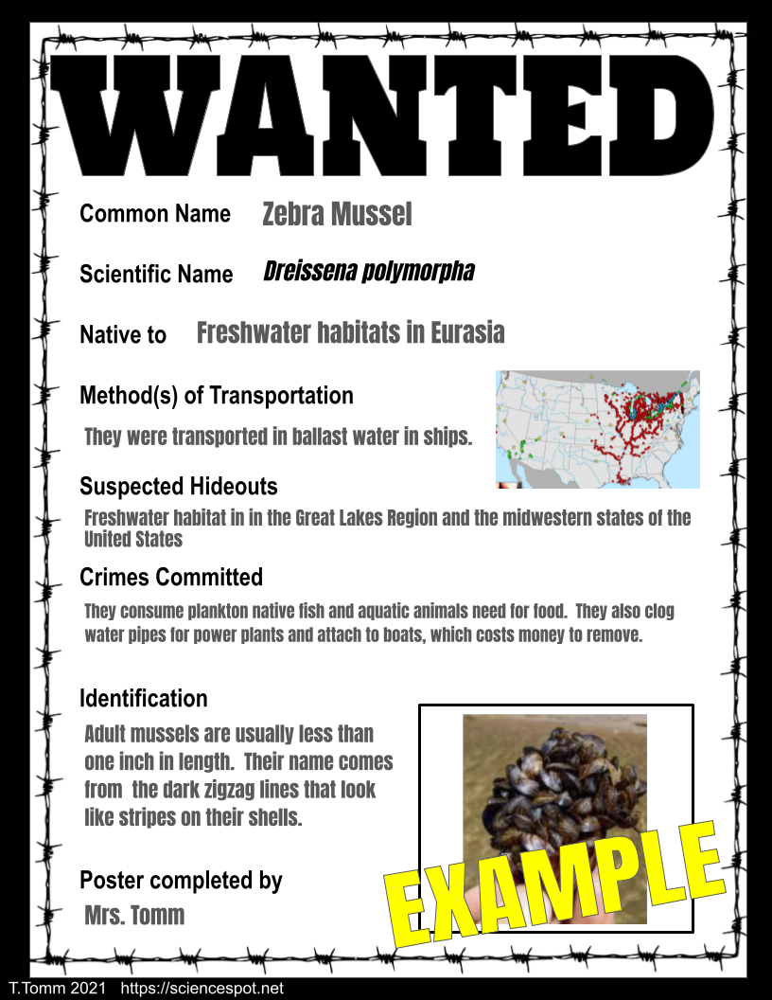 WANTED
Common Name Zebra Mussel
Scientific Name Dreissena polymorpha
Native to Freshwater habitats in Eurasia
Method(s) of Transportation
They were transported in ballast water in ships.
Suspected Hideouts
Freshwater habitat in in the Great Lakes Region and the midwestern states of the
United States
Crimes Committed
They consume plankton native fish and aquatic animals need for food. They also clog
water pipes for power plants and attach to boats, which costs money to remove.
Identification
Adult mussels are usually less than
one inch in length. Their name comes
from the dark zigzag lines that look
like stripes on their shells.
EXAMPLE
Poster completed by
Mrs. Tomm
T.Tomm 2021 https://sciencespot.net